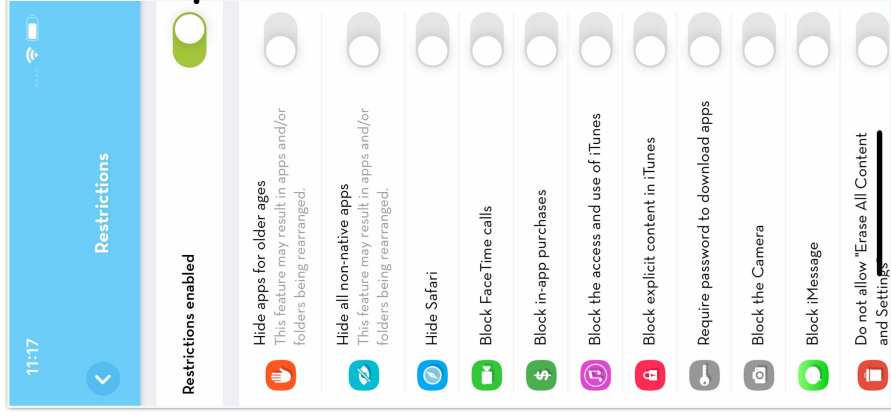 11:17
Restrictions
Restrictions enabled
Hide apps for older ages
This feature may result in apps and/or
folders being rearranged.
Hide all non-native apps
This feature may result in apps and/or
folders being rearranged.
Hide Safari
Block FaceTime calls
Block in-app purchases
Block the access and use of iTunes
Block explicit content in iTunes
Require password to download apps
Block the Camera
Block iMessage
Do not allow "Erase All Content
and Settings"